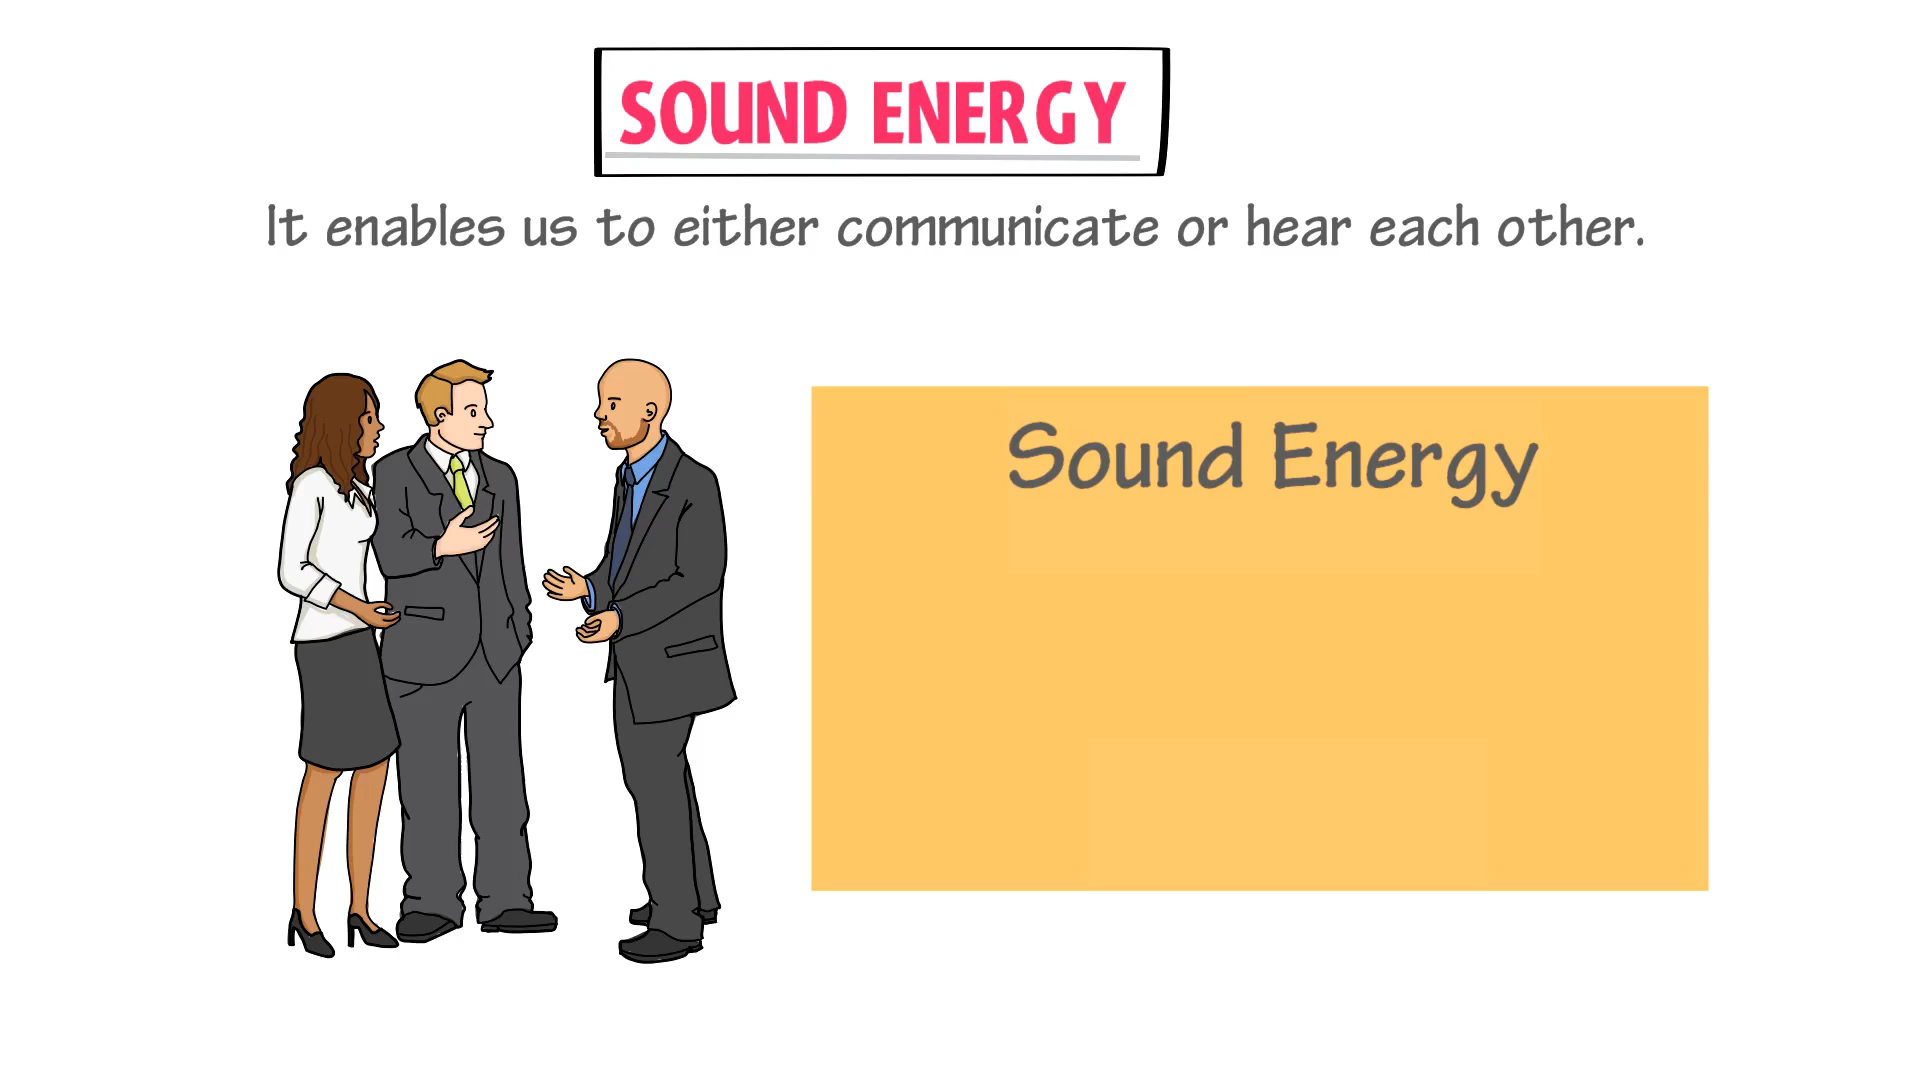 SOUND ENERGY
It enables us to either communicate or hear each other.
Sound Energy